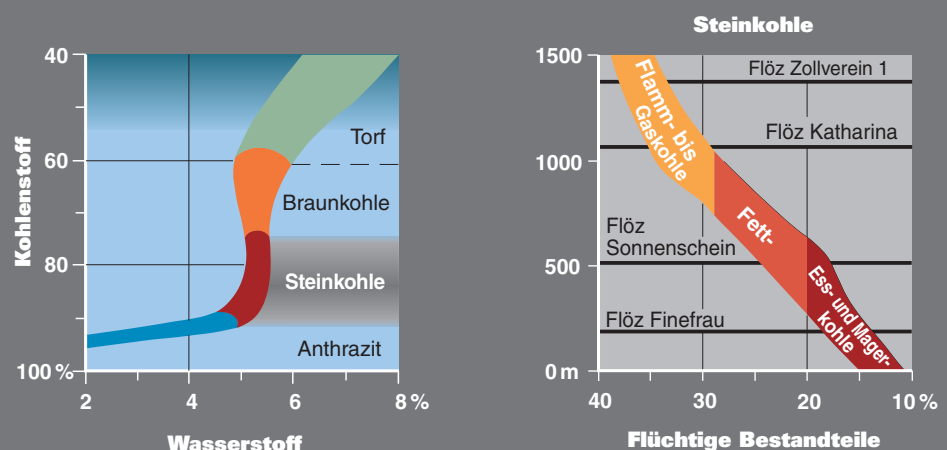 40
60
80
100 %
Kohlenstoff
Torf
Braunkohle
Steinkohle
Anthrazit
2
4
6
8 %
Wasserstoff
Steinkohle
1500
1000
500
0 m
Flöz Zollverein 1
Flöz Katharina
Flöz
Sonnenschein
Flöz Finefrau
Flamm- bis
Gaskohle
Fett-
Ess- und Mager-
kohle
40
30
20
10 %
Flüchtige Bestandteile